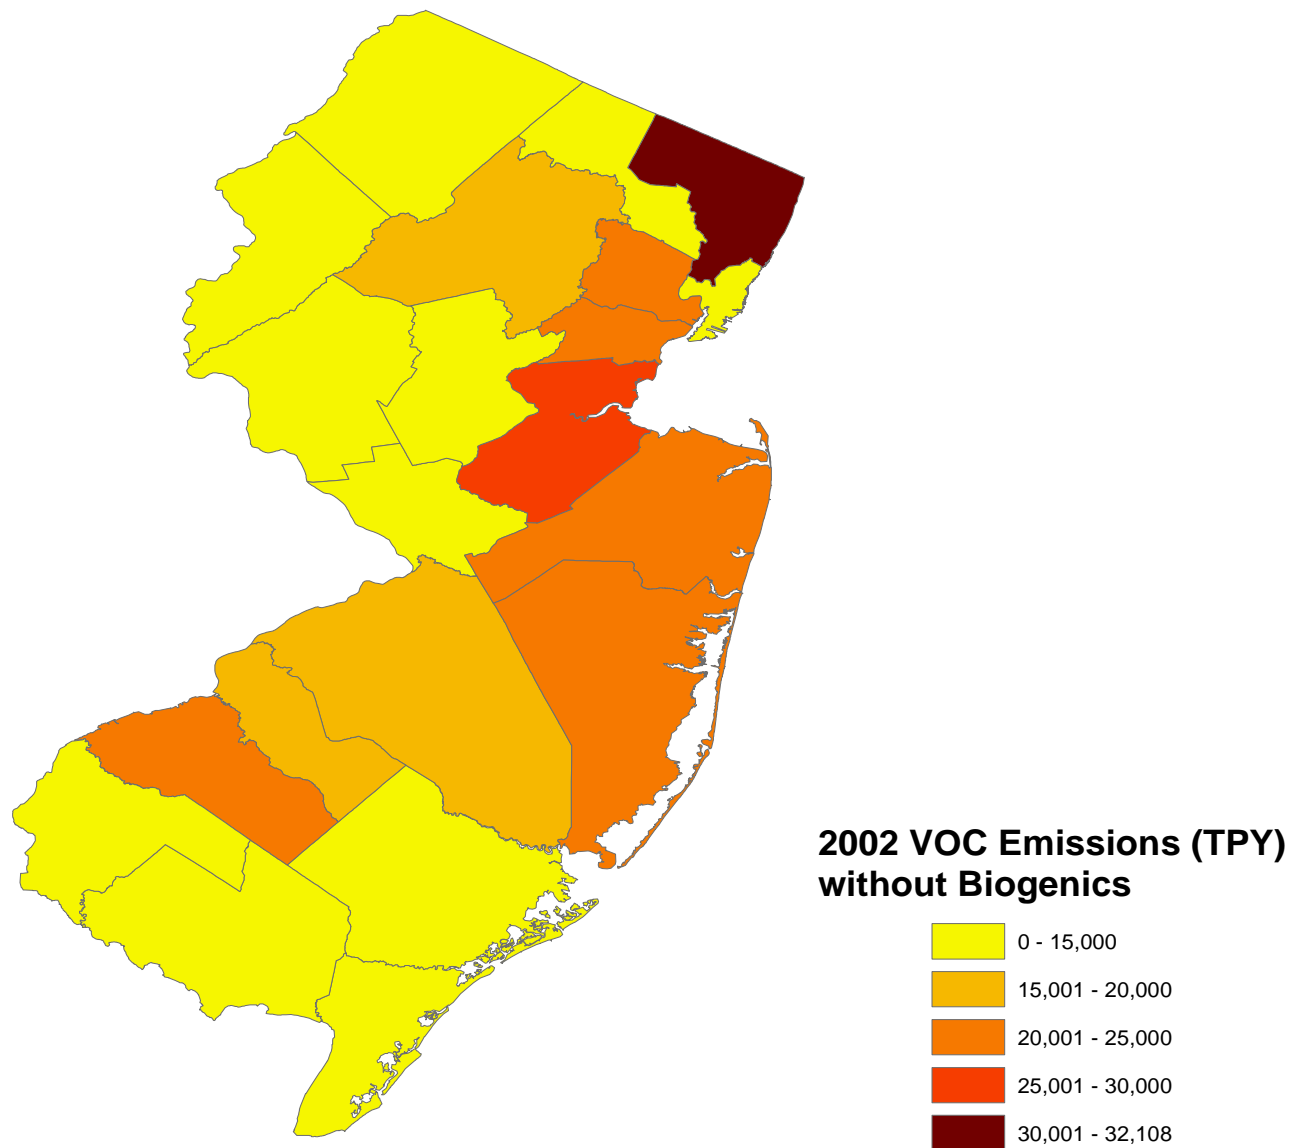 2002 VOC Emissions (TPY)
without Biogenics
0 - 15,000
15,001 - 20,000
20,001 - 25,000
25,001 - 30,000
30,001 - 32,108